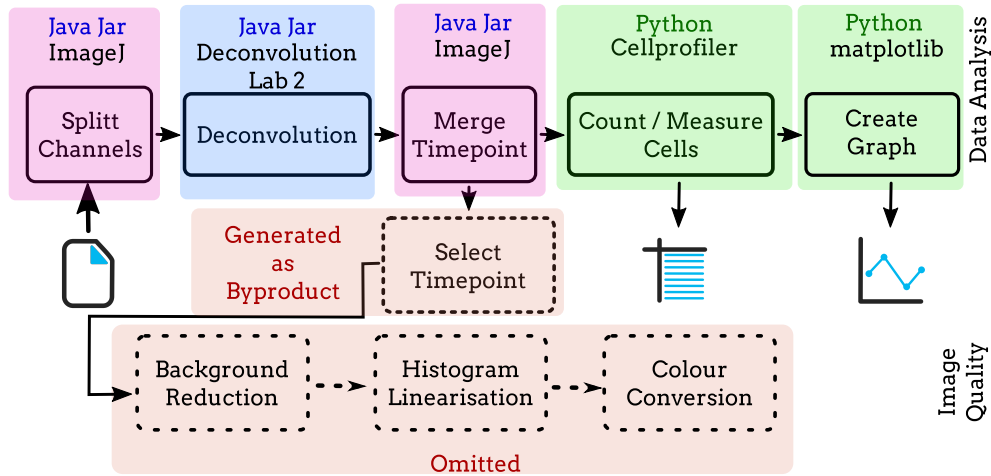 Java Jar
ImageJ
Splitt
Channels
Java Jar
Deconvolution
Lab 2
Deconvolution
Java Jar
ImageJ
Merge
Timepoint
Python
Cellprofiler
Count / Measure
Cells
Python
matplotlib
Create
Graph
Data Analysis
Generated
as
Byproduct
Select
Timepoint
Background
Reduction
Histogram
Linearisation
Colour
Conversion
Omitted
Image
Quality